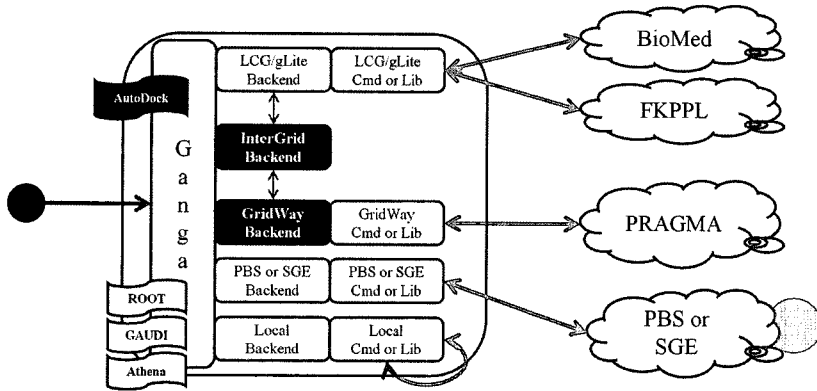 AutoDock
Ganga
LCG/gLite
Backend
LCG/gLite
Cmd or Lib
InterGrid
Backend
GridWay
Backend
GridWay
Cmd or Lib
PBS or SGE
Backend
PBS or SGE
Cmd or Lib
Local
Backend
Local
Cmd or Lib
ROOT
GAUDI
Athena
BioMed
FKPPL
PRAGMA
PBS or
SGE